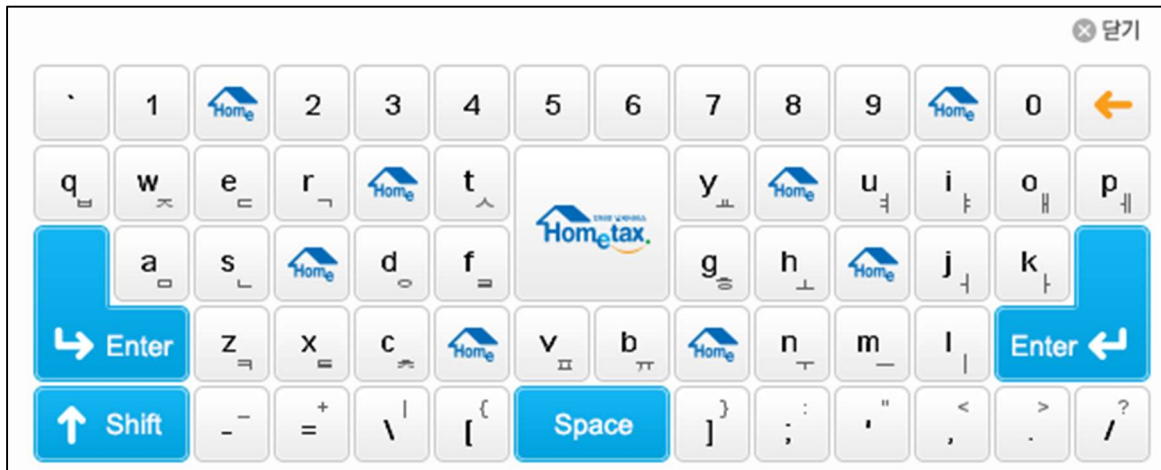 닫기
` 1 Home 2 3 4 5 6 7 8 9 Home 0
q ㅂ w ㅈ e ㄷ r ㄱ Home t ㅅ y ㅛ Home u ㅕ i ㅑ o ㅐ p ㅔ
Hometax.
a ㅁ s ㄴ Home d ㅇ f ㄹ g ㅎ h ㅗ Home j ㅓ k ㅏ
Enter z ㅋ x ㅌ c ㅊ Home v ㅍ b ㅠ Home n ㅜ m ㅡ l ㅣ Enter
Shift - _ = + \ | [ { Space ] } ; : ' " , < . > / ?